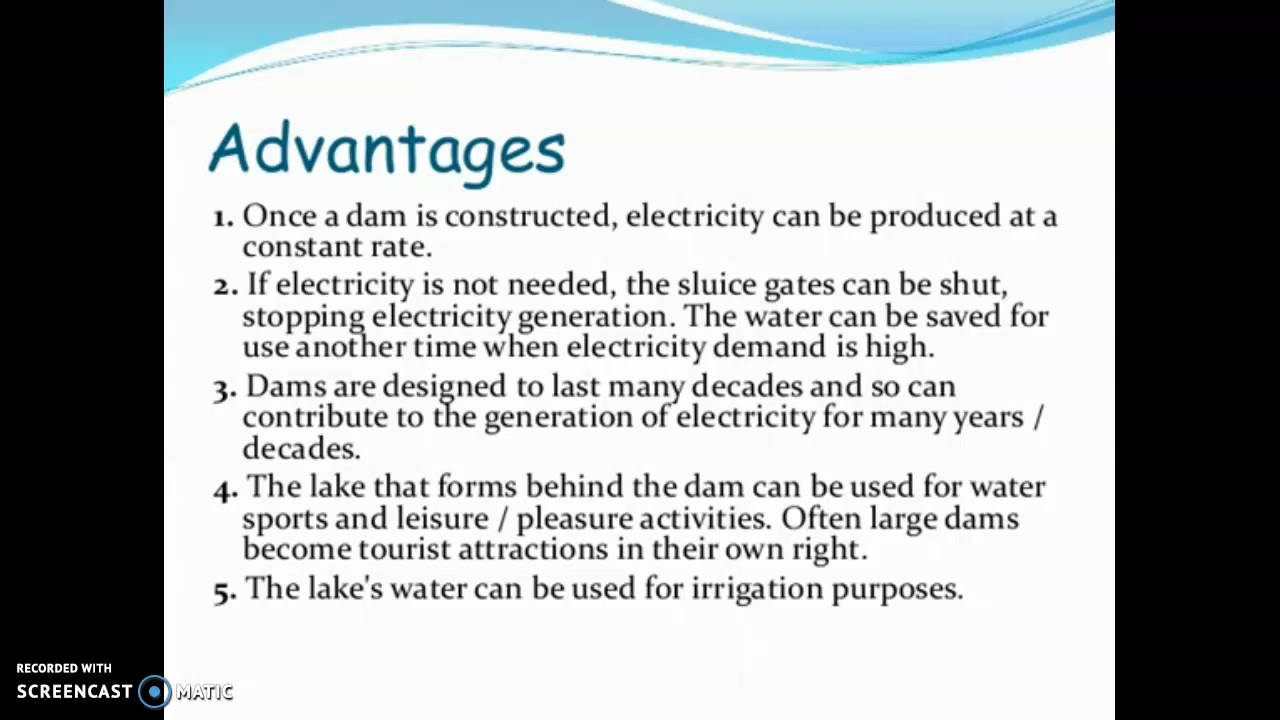 Advantages
1. Once a dam is constructed, electricity can be produced at a
constant rate.
2. If electricity is not needed, the sluice gates can be shut,
stopping electricity generation. The water can be saved for
use another time when electricity demand is high.
3. Dams are designed to last many decades and so can
contribute to the generation of electricity for many years /
decades.
4. The lake that forms behind the dam can be used for water
sports and leisure / pleasure activities. Often large dams
become tourist attractions in their own right.
5. The lake's water can be used for irrigation purposes.
RECORDED WITH
SCREENCAST MATIC